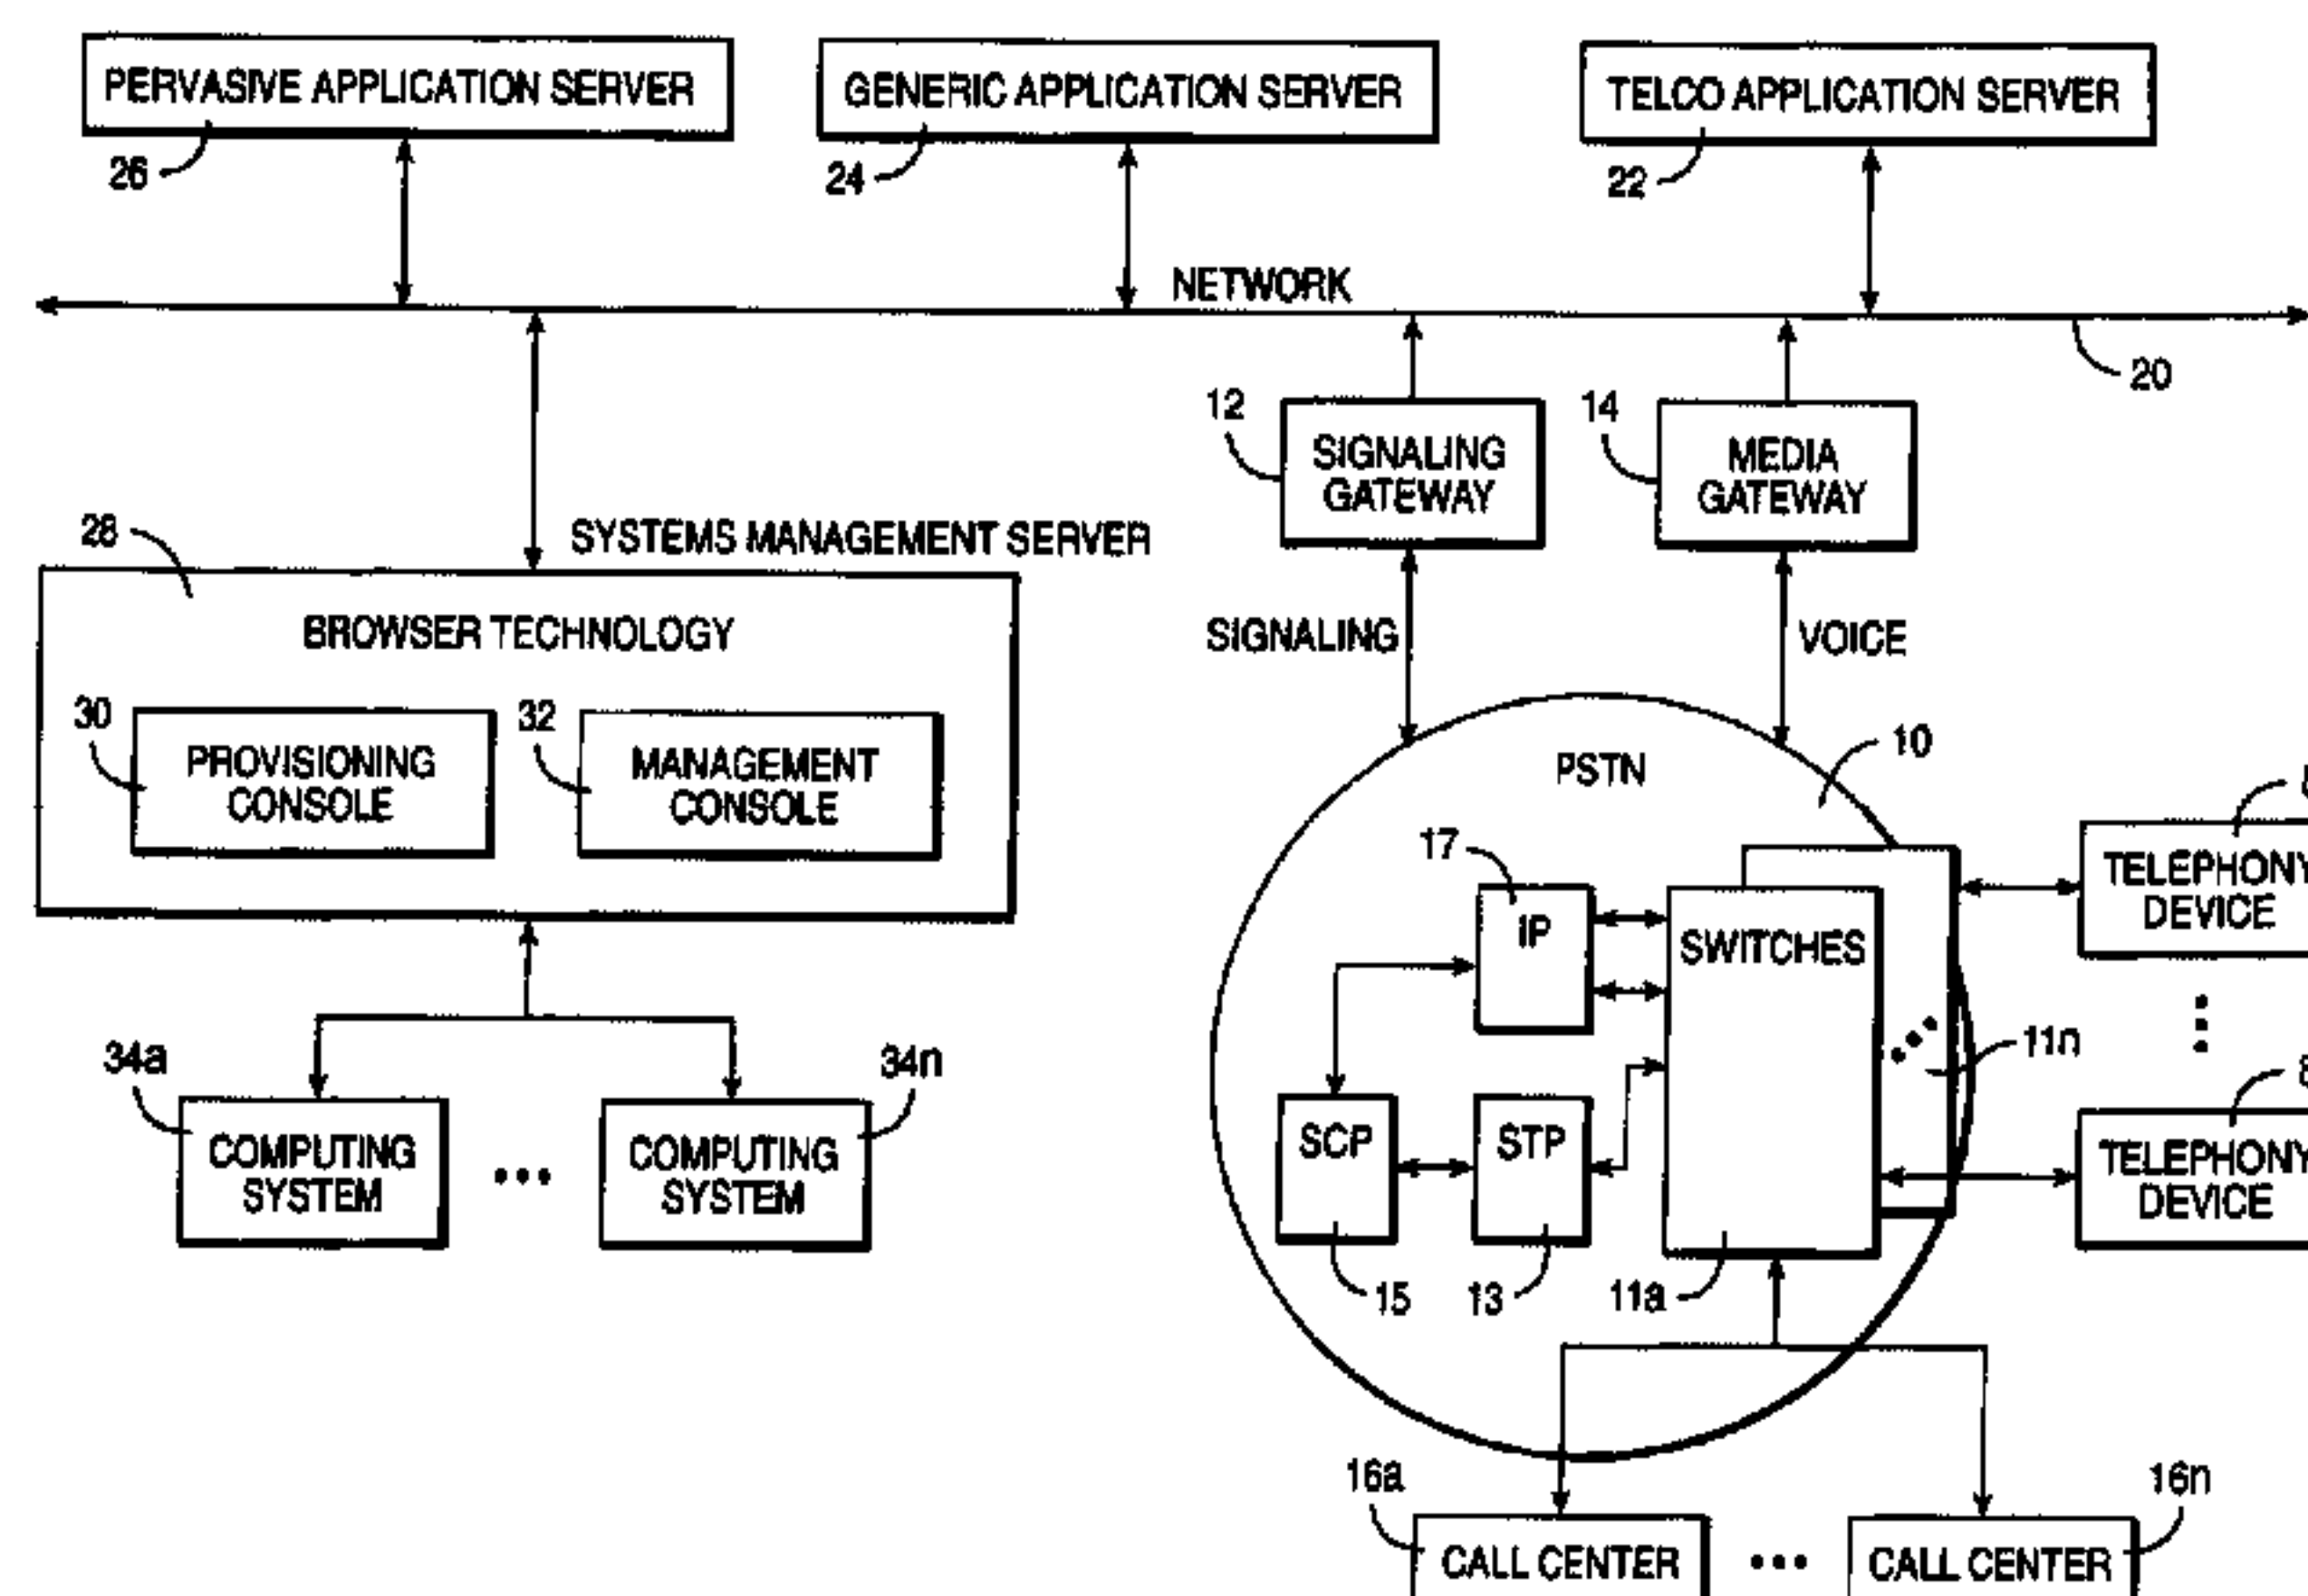 PERVASIVE APPLICATION SERVER
GENERIC APPLICATION SERVER
TELCO APPLICATION SERVER
26
24
22
NETWORK
20
12
SIGNALING
GATEWAY
14
MEDIA
GATEWAY
28
SYSTEMS MANAGEMENT SERVER
BROWSER TECHNOLOGY
SIGNALING
VOICE
30
PROVISIONING
CONSOLE
32
MANAGEMENT
CONSOLE
PSTN
10
17
IP
SWITCHES
TELEPHONY
DEVICE
11n
34a
COMPUTING
SYSTEM
34n
COMPUTING
SYSTEM
SCP
STP
TELEPHONY
DEVICE
15
13
11a
16a
CALL CENTER
16n
CALL CENTER